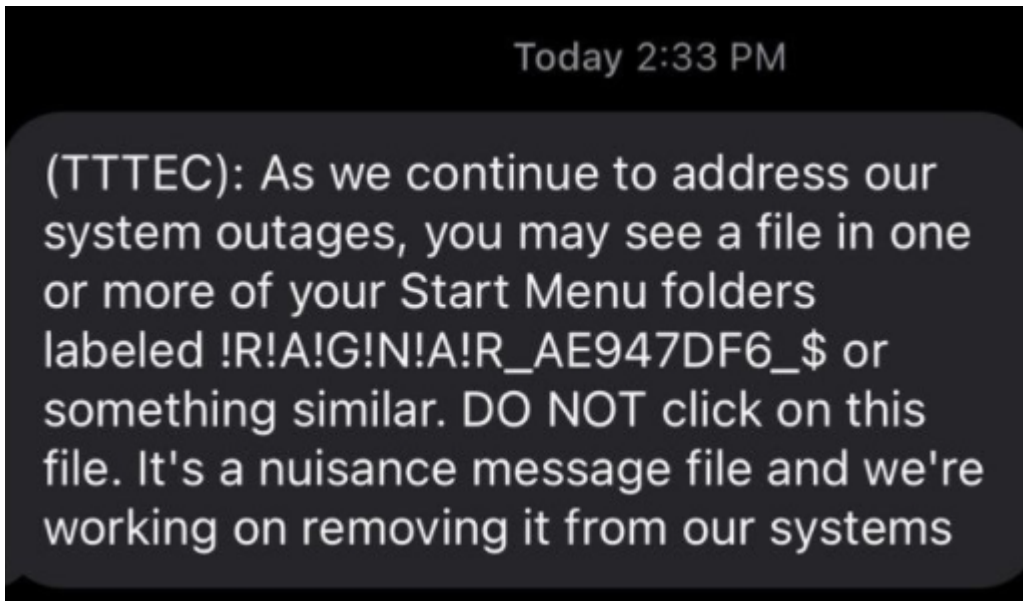 Today 2:33 PM
(TTTEC): As we continue to address our
system outages, you may see a file in one
or more of your Start Menu folders
labeled !R!A!G!N!A!R_AE947DF6_$ or
something similar. DO NOT click on this
file. It's a nuisance message file and we're
working on removing it from our systems